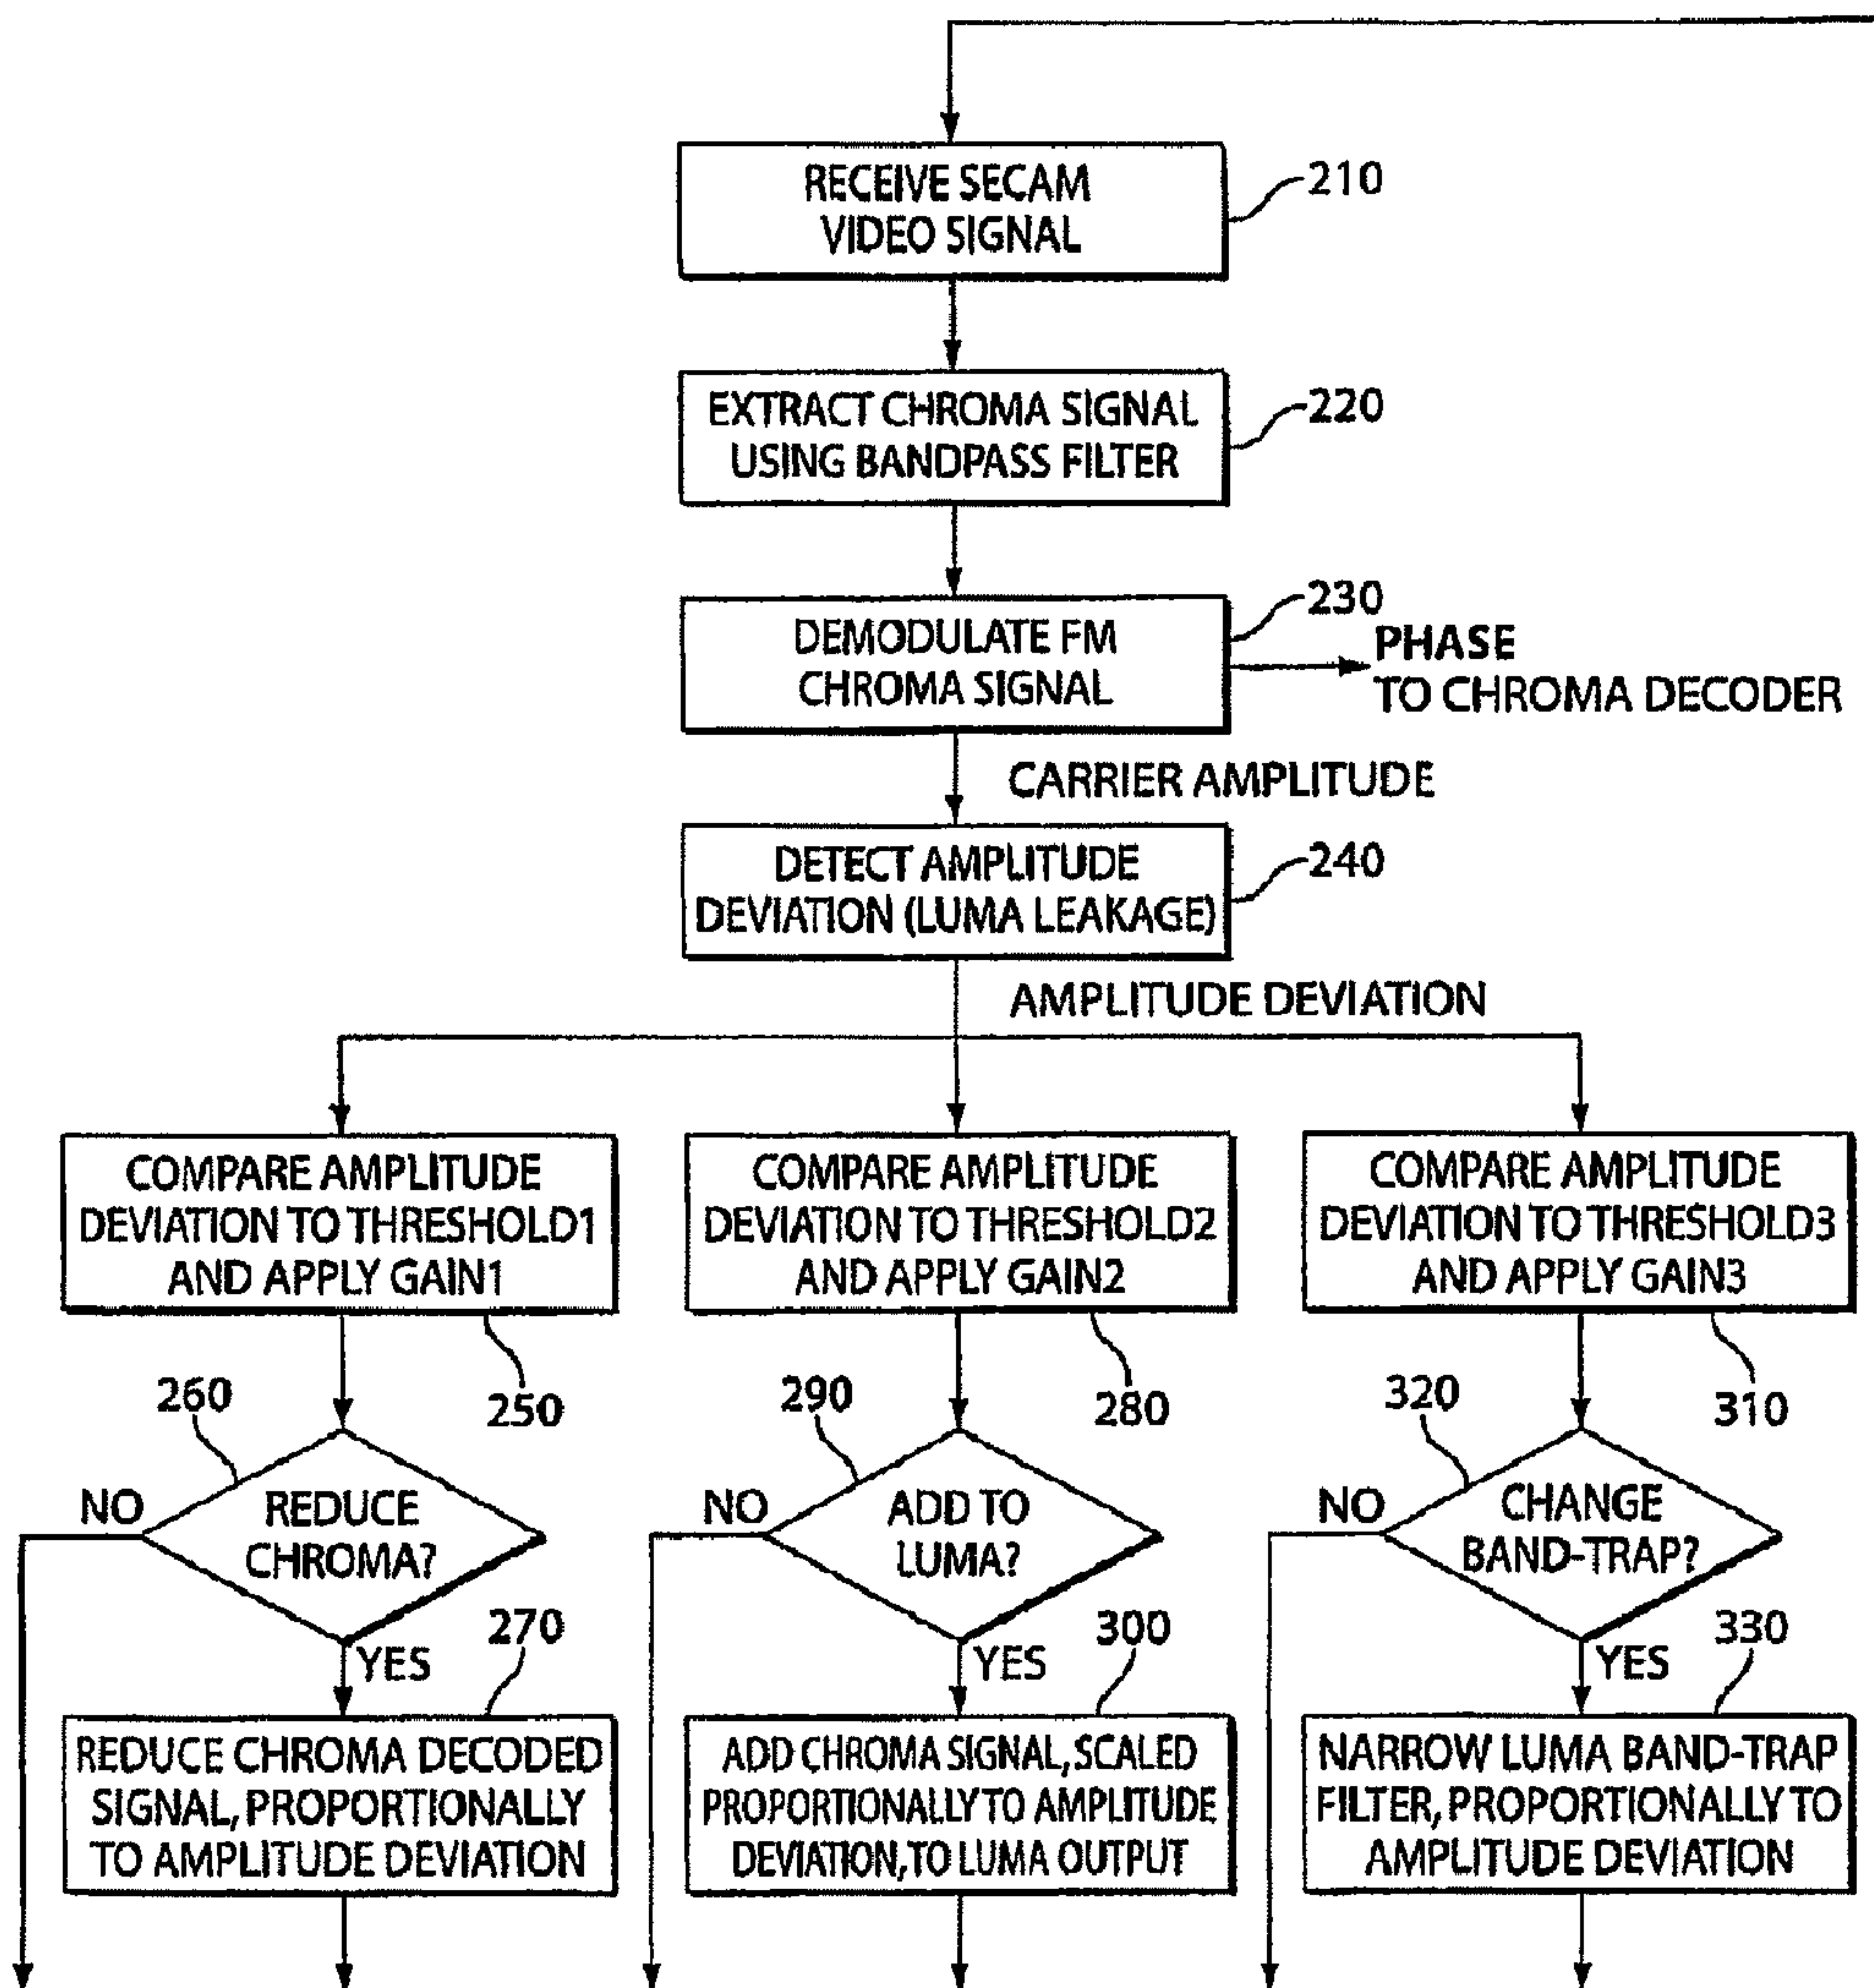 RECEIVE SECAM
VIDEO SIGNAL
210
EXTRACT CHROMA SIGNAL
USING BANDPASS FILTER
220
DEMODULATE FM
CHROMA SIGNAL
230
PHASE
TO CHROMA DECODER
CARRIER AMPLITUDE
DETECT AMPLITUDE
DEVIATION (LUMA LEAKAGE)
240
AMPLITUDE DEVIATION
COMPARE AMPLITUDE
DEVIATION TO THRESHOLD1
AND APPLY GAIN1
250
COMPARE AMPLITUDE
DEVIATION TO THRESHOLD2
AND APPLY GAIN2
280
COMPARE AMPLITUDE
DEVIATION TO THRESHOLD3
AND APPLY GAIN3
310
260
NO
REDUCE
CHROMA?
YES
290
NO
ADD TO
LUMA?
YES
320
NO
CHANGE
BAND-TRAP?
YES
270
REDUCE CHROMA DECODED
SIGNAL, PROPORTIONALLY
TO AMPLITUDE DEVIATION
300
ADD CHROMA SIGNAL, SCALED
PROPORTIONALLY TO AMPLITUDE
DEVIATION, TO LUMA OUTPUT
330
NARROW LUMA BAND-TRAP
FILTER, PROPORTIONALLY TO
AMPLITUDE DEVIATION